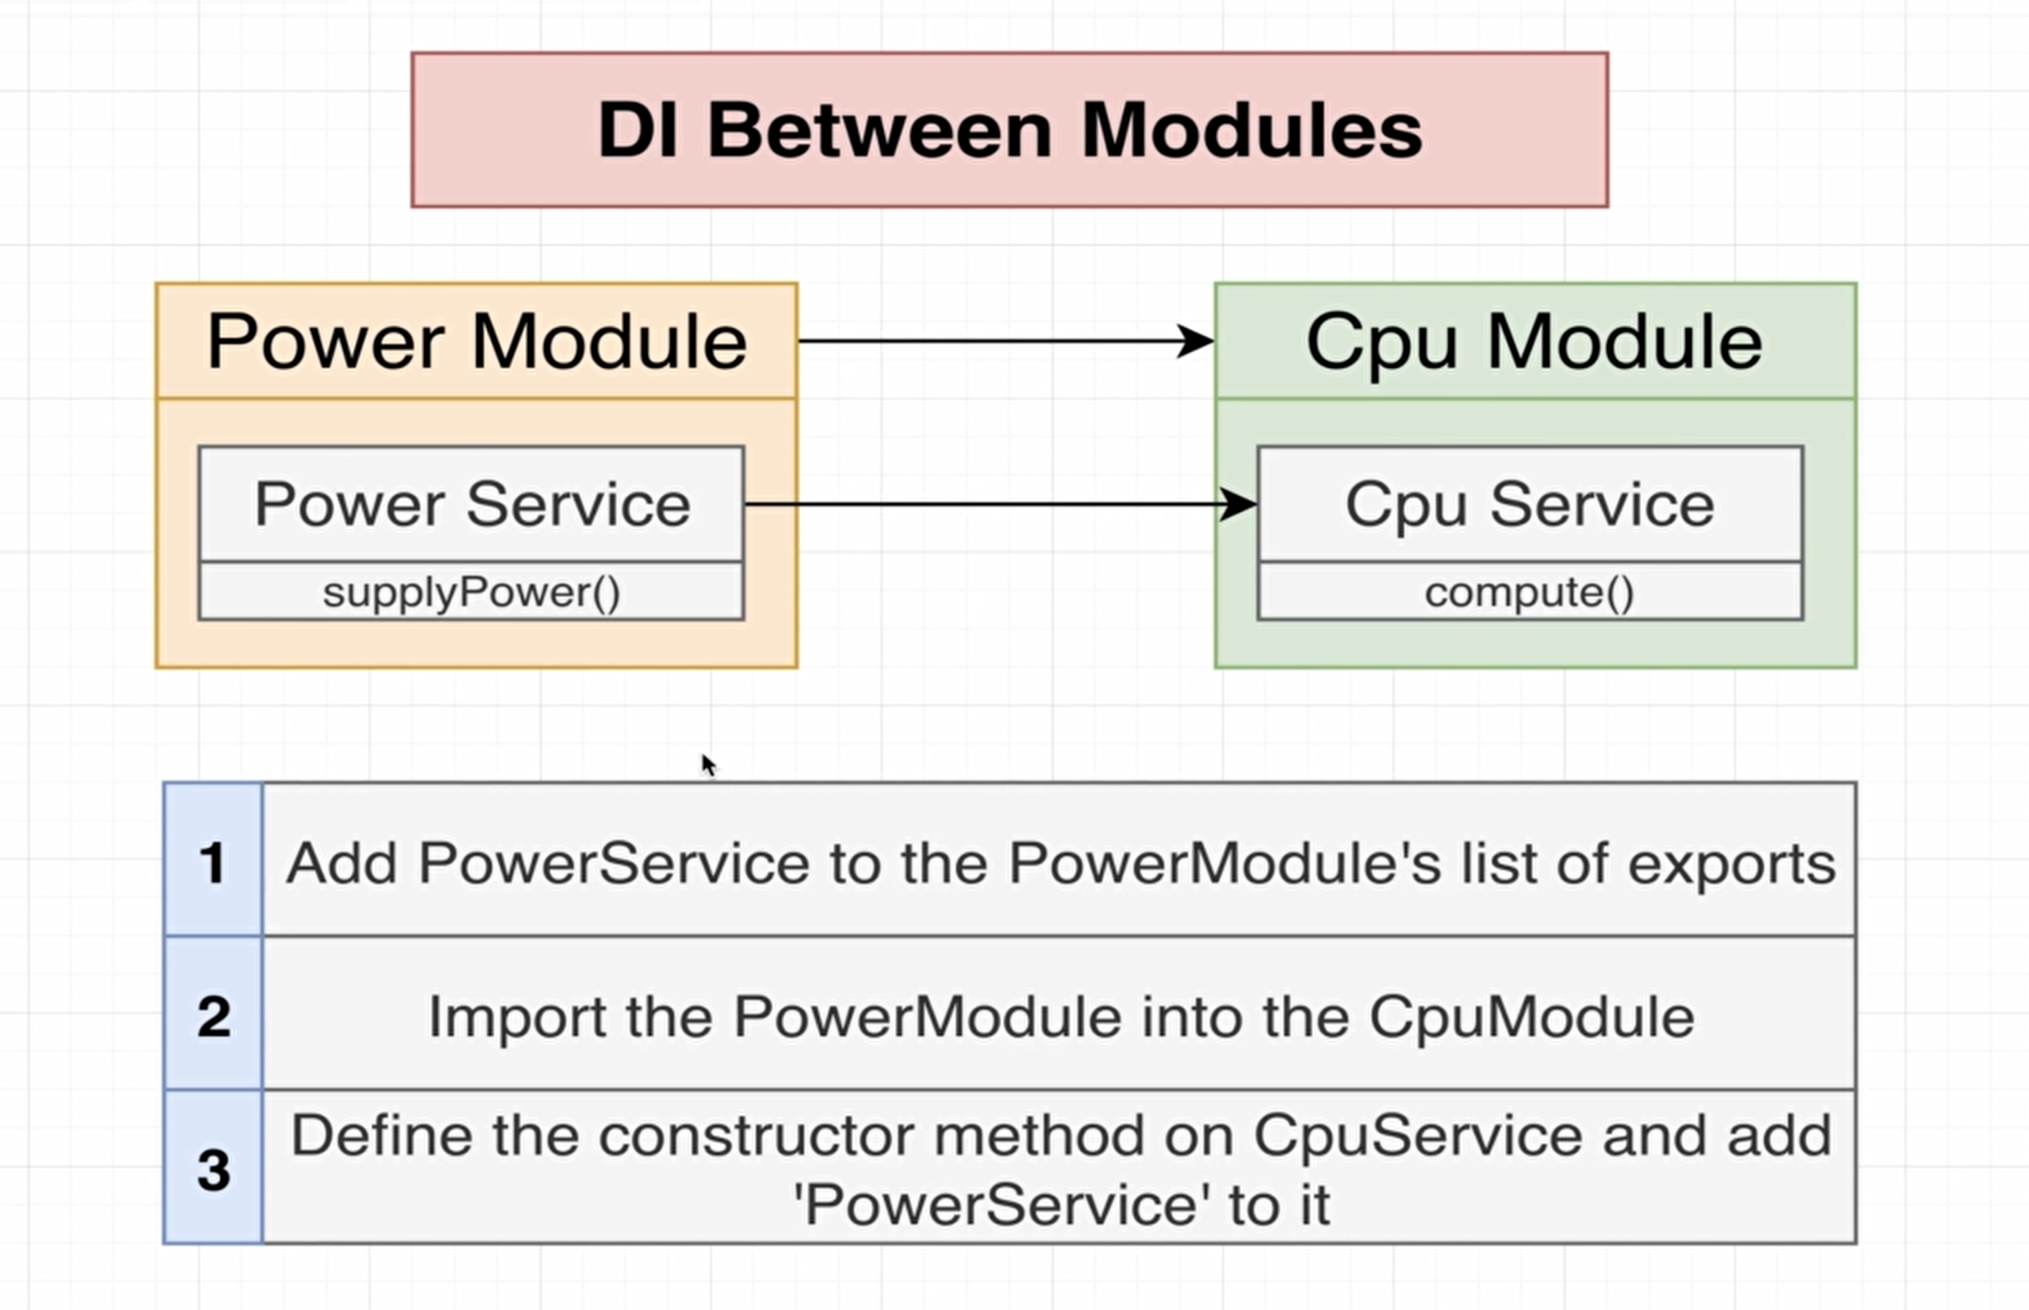 DI Between Modules
Power Module
Cpu Module
Power Service
Cpu Service
supplyPower()
compute()
1
Add PowerService to the PowerModule's list of exports
2
Import the PowerModule into the CpuModule
3
Define the constructor method on CpuService and add
'PowerService' to it